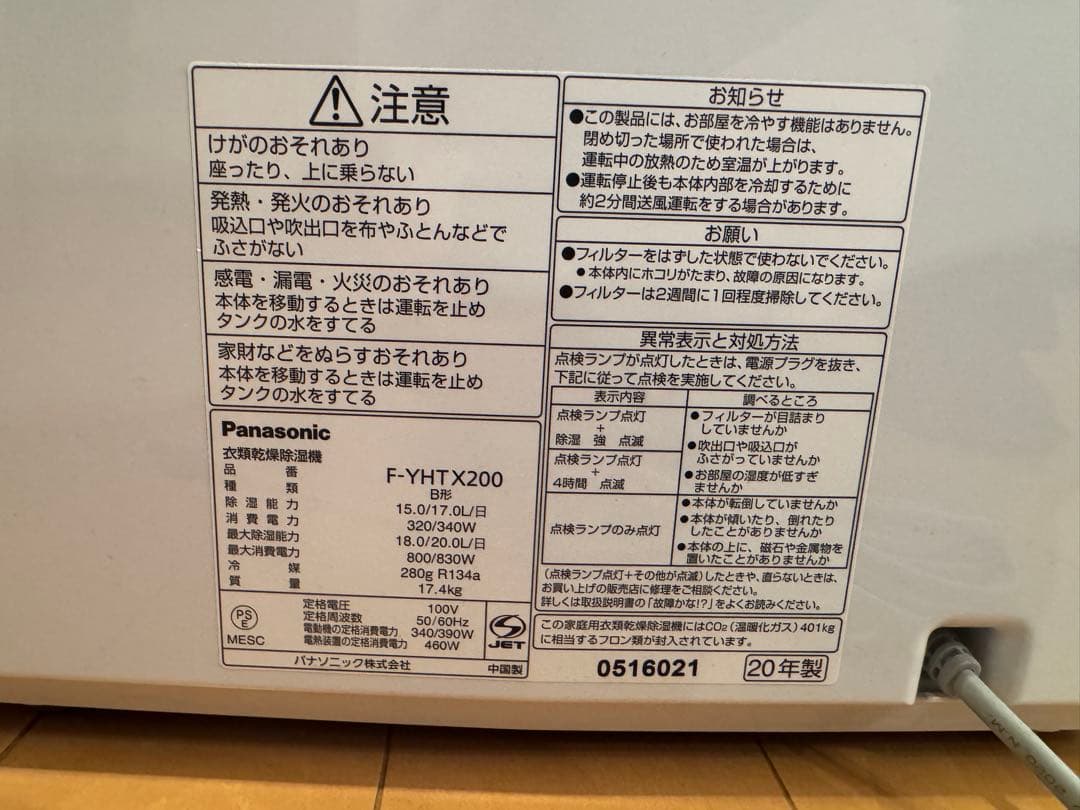 注意
けがのおそれあり
座ったり、上に乗らない
発熱・発火のおそれあり
吸込口や吹出口を布やふとんなどで
ふさがない
感電・漏電・火災のおそれあり
本体を移動するときは運転を止め
タンクの水をすてる
家財などをぬらすおそれあり
本体を移動するときは運転を止め
タンクの水をすてる
Panasonic
衣類乾燥除湿機
品番 F-YHTX200
種類 B形
除湿能力 15.0/17.0L/日
消費電力 320/340W
最大除湿能力 18.0/20.0L/日
最大消費電力 800/830W
冷媒 280g R134a
質量 17.4kg
PSE
MESC
定格電圧 100V
定格周波数 50/60Hz
電動機の定格消費電力 340/390W
電熱装置の定格消費電力 460W
JET
パナソニック株式会社 中国製
お知らせ
●この製品には、お部屋を冷やす機能はありません。
閉め切った場所で使われた場合は、
運転中の放熱のため室温が上がります。
●運転停止後も本体内部を冷却するために
約2分間送風運転をする場合があります。
お願い
●フィルターをはずした状態で使わないでください。
●本体内にホコリがたまり、故障の原因になります。
●フィルターは2週間に1回程度掃除してください。
異常表示と対処方法
点検ランプが点灯したときは、電源プラグを抜き、
下記に従って点検を実施してください。
表示内容 調べるところ
点検ランプ点灯
+
除湿 強 点滅
点検ランプ点灯
+
4時間 点滅
●フィルターが目詰まり
していませんか
●吹出口や吸込口が
ふさがっていませんか
●お部屋の湿度が低すぎ
ませんか
点検ランプのみ点灯
●本体が転倒していませんか
●本体が傾いたり、倒れたり
したことがありませんか
●本体の上に、磁石や金属物を
置いたことがありませんか
(点検ランプ点灯+その他が点滅)したときや、直らないときは、
お買い上げの販売店に修理をご相談ください。
詳しくは取扱説明書の「故障かな!?」をよくお読みください。
この家庭用衣類乾燥除湿機にはCO2(温暖化ガス)401kg
に相当するフロン類が封入されています。
0516021 20年製